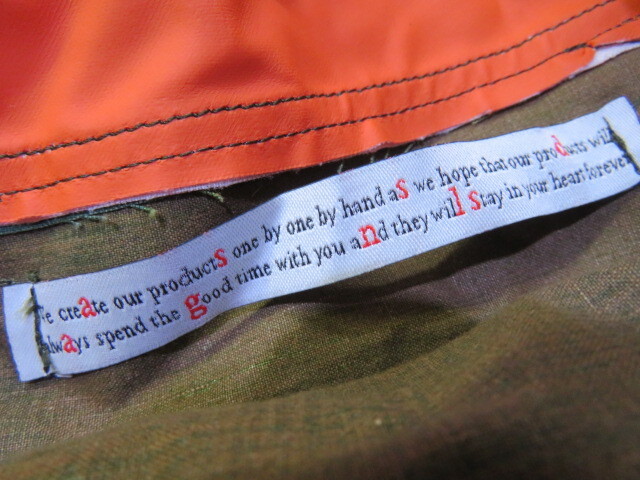 we create our products one by one by hand as we hope that our products will
always spend the good time with you and they will stay in your heart forever